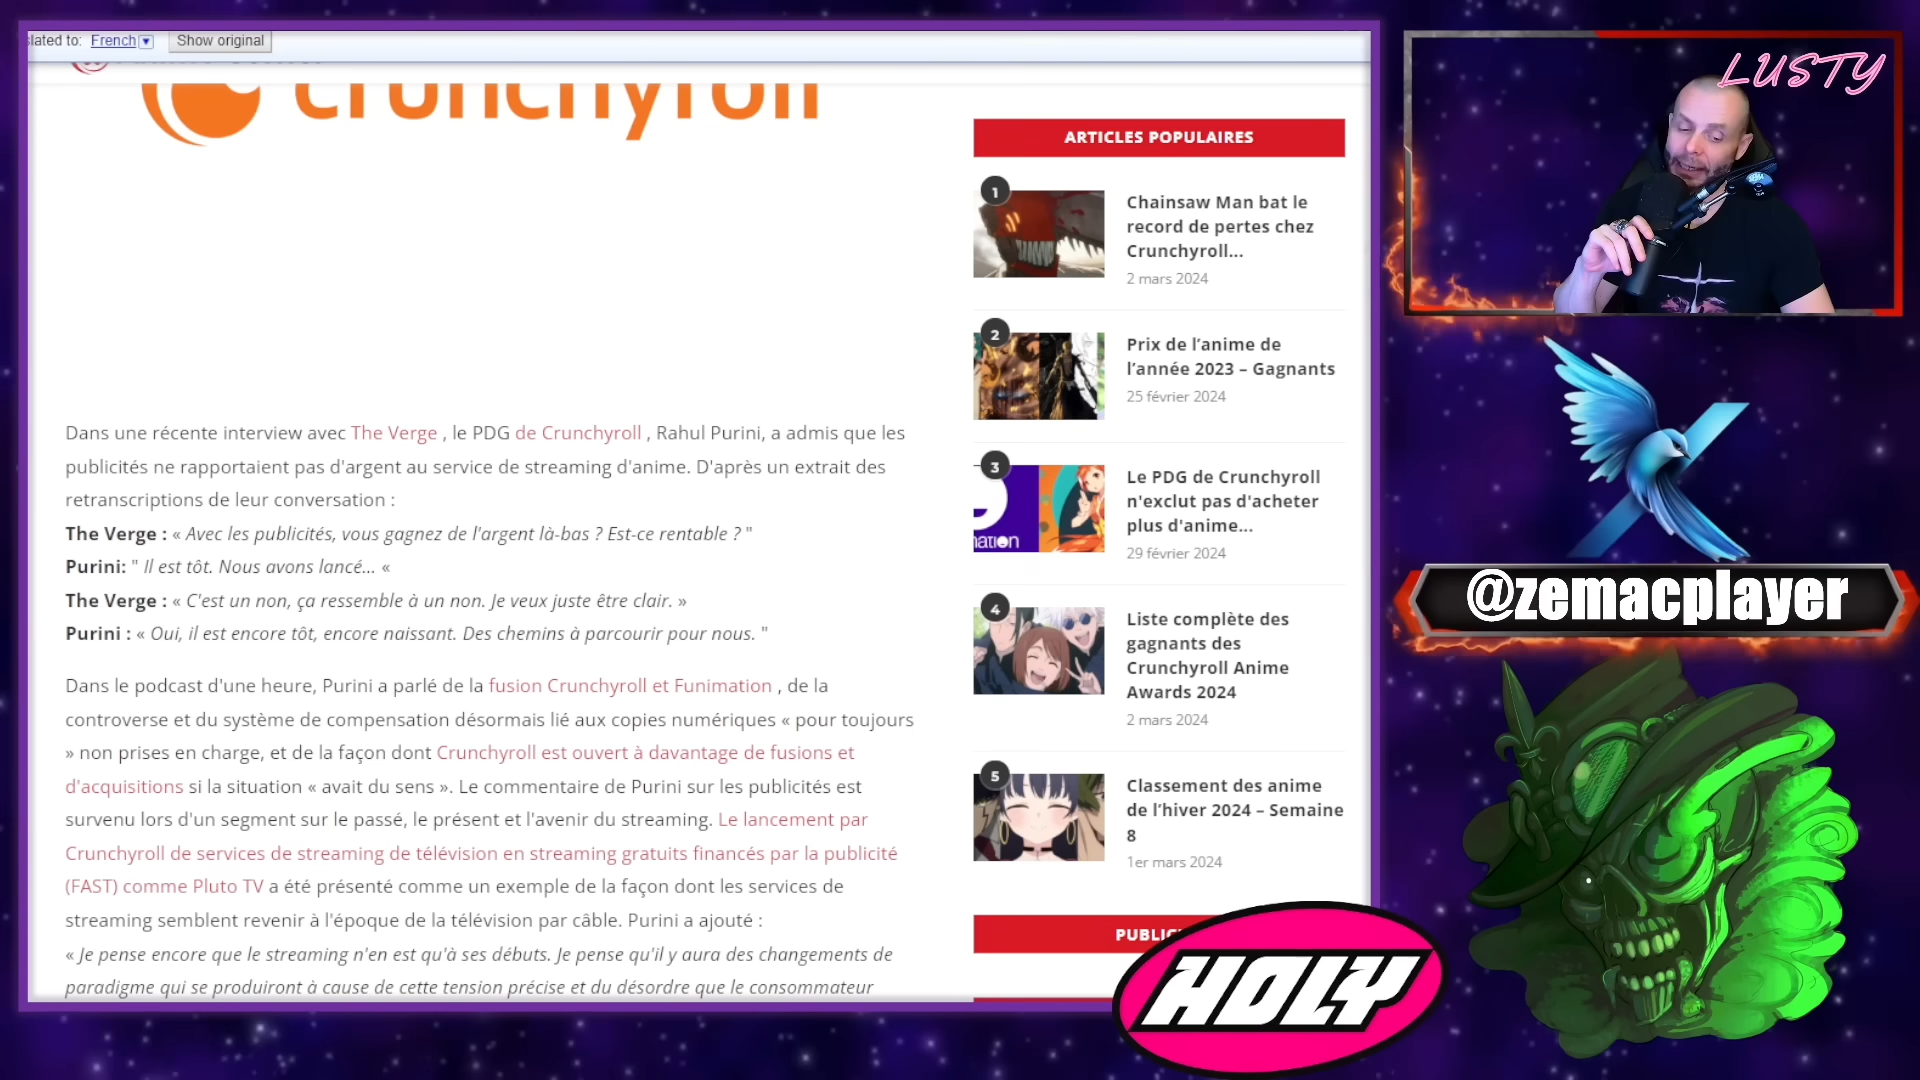 lated to: French Show original
crunchyroll
Dans une récente interview avec The Verge , le PDG de Crunchyroll , Rahul Purini, a admis que les
publicités ne rapportaient pas d'argent au service de streaming d'anime. D'après un extrait des
retranscriptions de leur conversation :
The Verge : « Avec les publicités, vous gagnez de l'argent là-bas ? Est-ce rentable ? "
Purini: " Il est tôt. Nous avons lancé... «
The Verge : « C'est un non, ça ressemble à un non. Je veux juste être clair. »
Purini : « Oui, il est encore tôt, encore naissant. Des chemins à parcourir pour nous. "
Dans le podcast d'une heure, Purini a parlé de la fusion Crunchyroll et Funimation , de la
controverse et du système de compensation désormais lié aux copies numériques « pour toujours
» non prises en charge, et de la façon dont Crunchyroll est ouvert à davantage de fusions et
d'acquisitions si la situation « avait du sens ». Le commentaire de Purini sur les publicités est
survenu lors d'un segment sur le passé, le présent et l'avenir du streaming. Le lancement par
Crunchyroll de services de streaming de télévision en streaming gratuits financés par la publicité
(FAST) comme Pluto TV a été présenté comme un exemple de la façon dont les services de
streaming semblent revenir à l'époque de la télévision par câble. Purini a ajouté :
« Je pense encore que le streaming n'en est qu'à ses débuts. Je pense qu'il y aura des changements de
paradigme qui se produiront à cause de cette tension précise et du désordre que le consommateur
ARTICLES POPULAIRES
1
Chainsaw Man bat le
record de pertes chez
Crunchyroll...
2 mars 2024
2
Prix de l’anime de
l’année 2023 – Gagnants
25 février 2024
3
nation
Le PDG de Crunchyroll
n'exclut pas d'acheter
plus d'anime...
29 février 2024
4
Liste complète des
gagnants des
Crunchyroll Anime
Awards 2024
2 mars 2024
5
Classement des anime
de l’hiver 2024 – Semaine
8
1er mars 2024
PUBLIC
HOLY
LUSTY
@zemacplayer